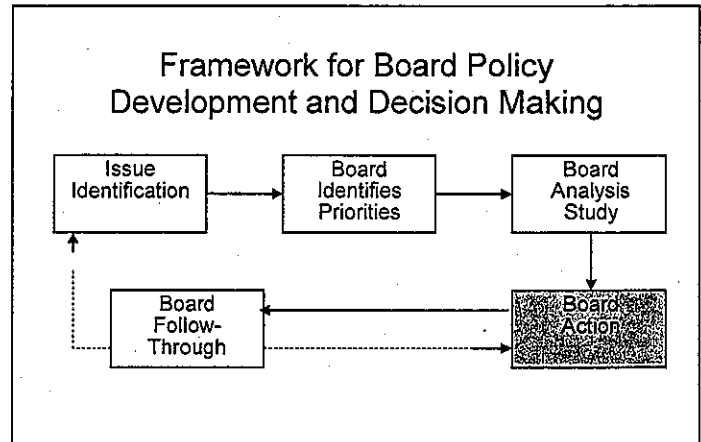 Framework for Board Policy
Development and Decision Making
Issue
Identification
Board
Identifies
Priorities
Board
Analysis
Study
Board
Follow-
Through
Board
Action